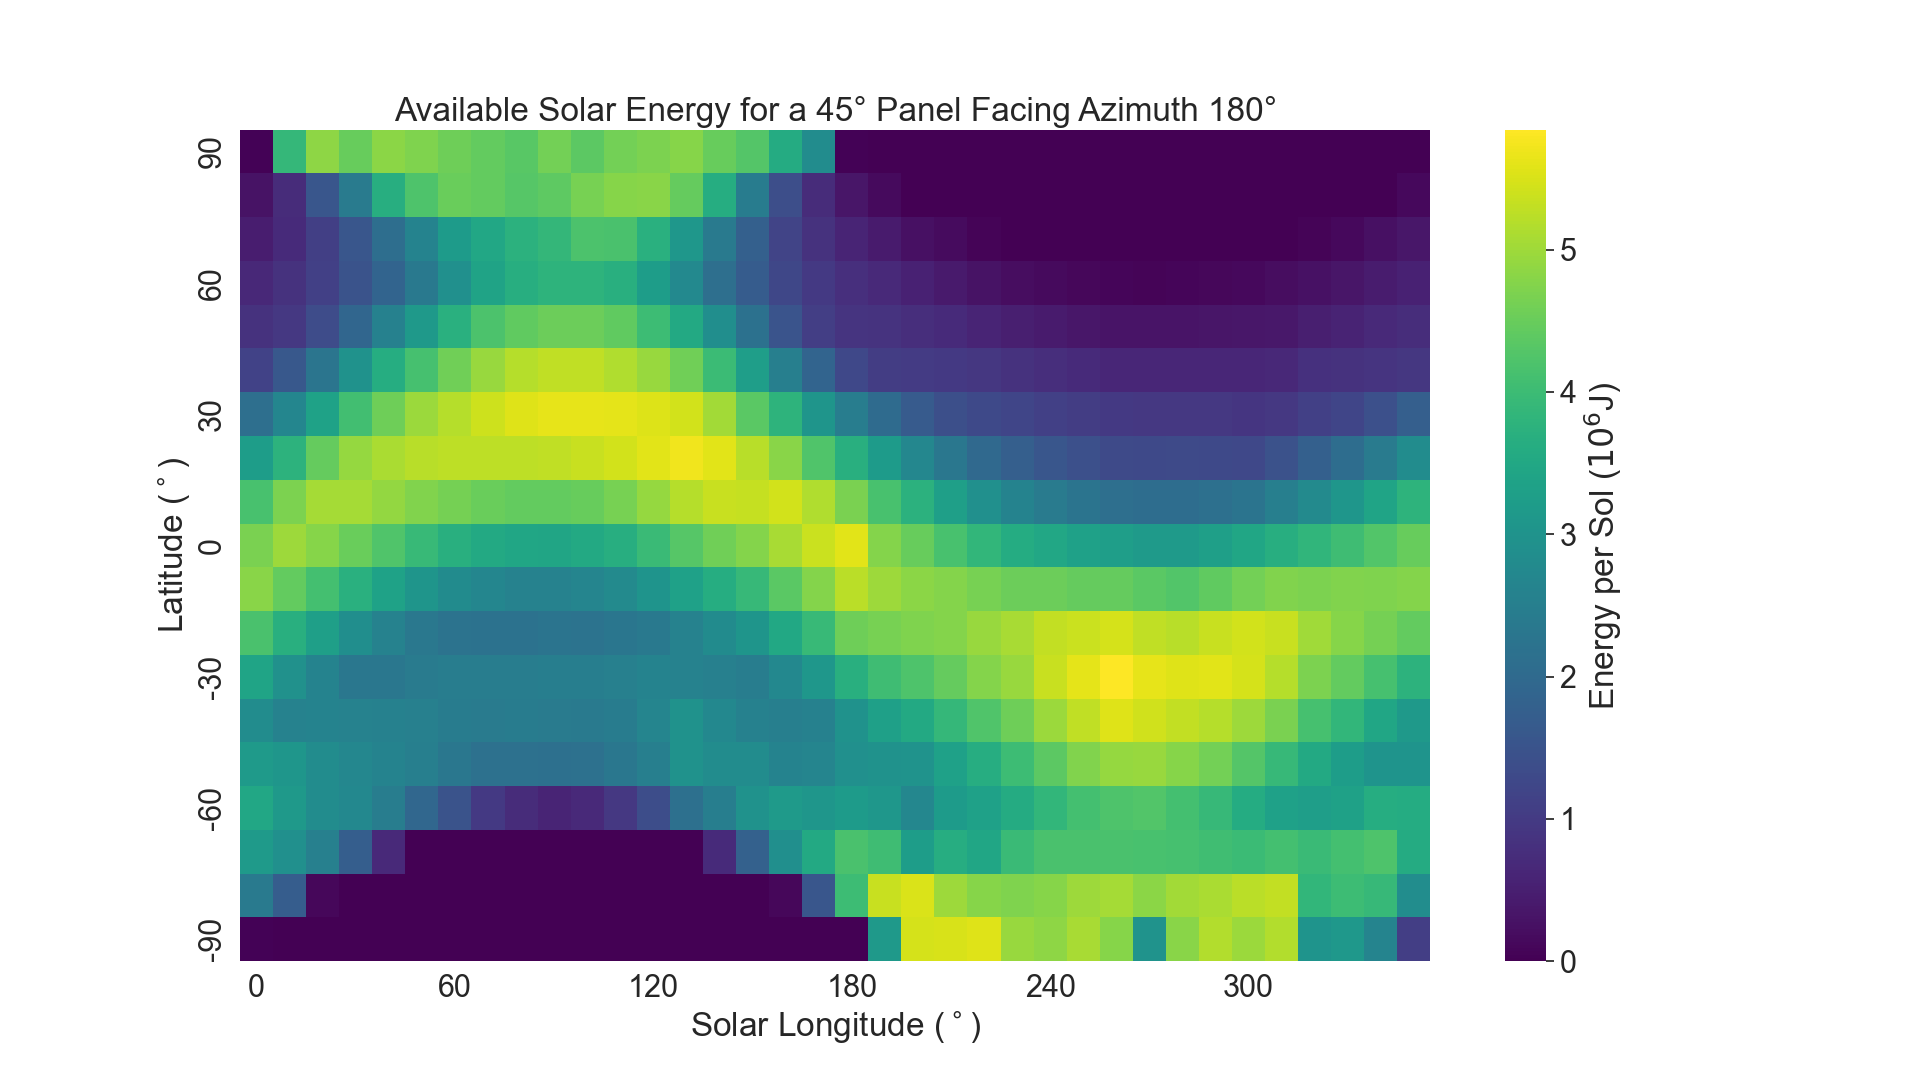 Available Solar Energy for a 45° Panel Facing Azimuth 180°
Latitude (°)
90
60
30
0
-30
-60
-90
0 60 120 180 240 300
Solar Longitude (°)
5
4
3
2
1
0
Energy per Sol (10⁶J)